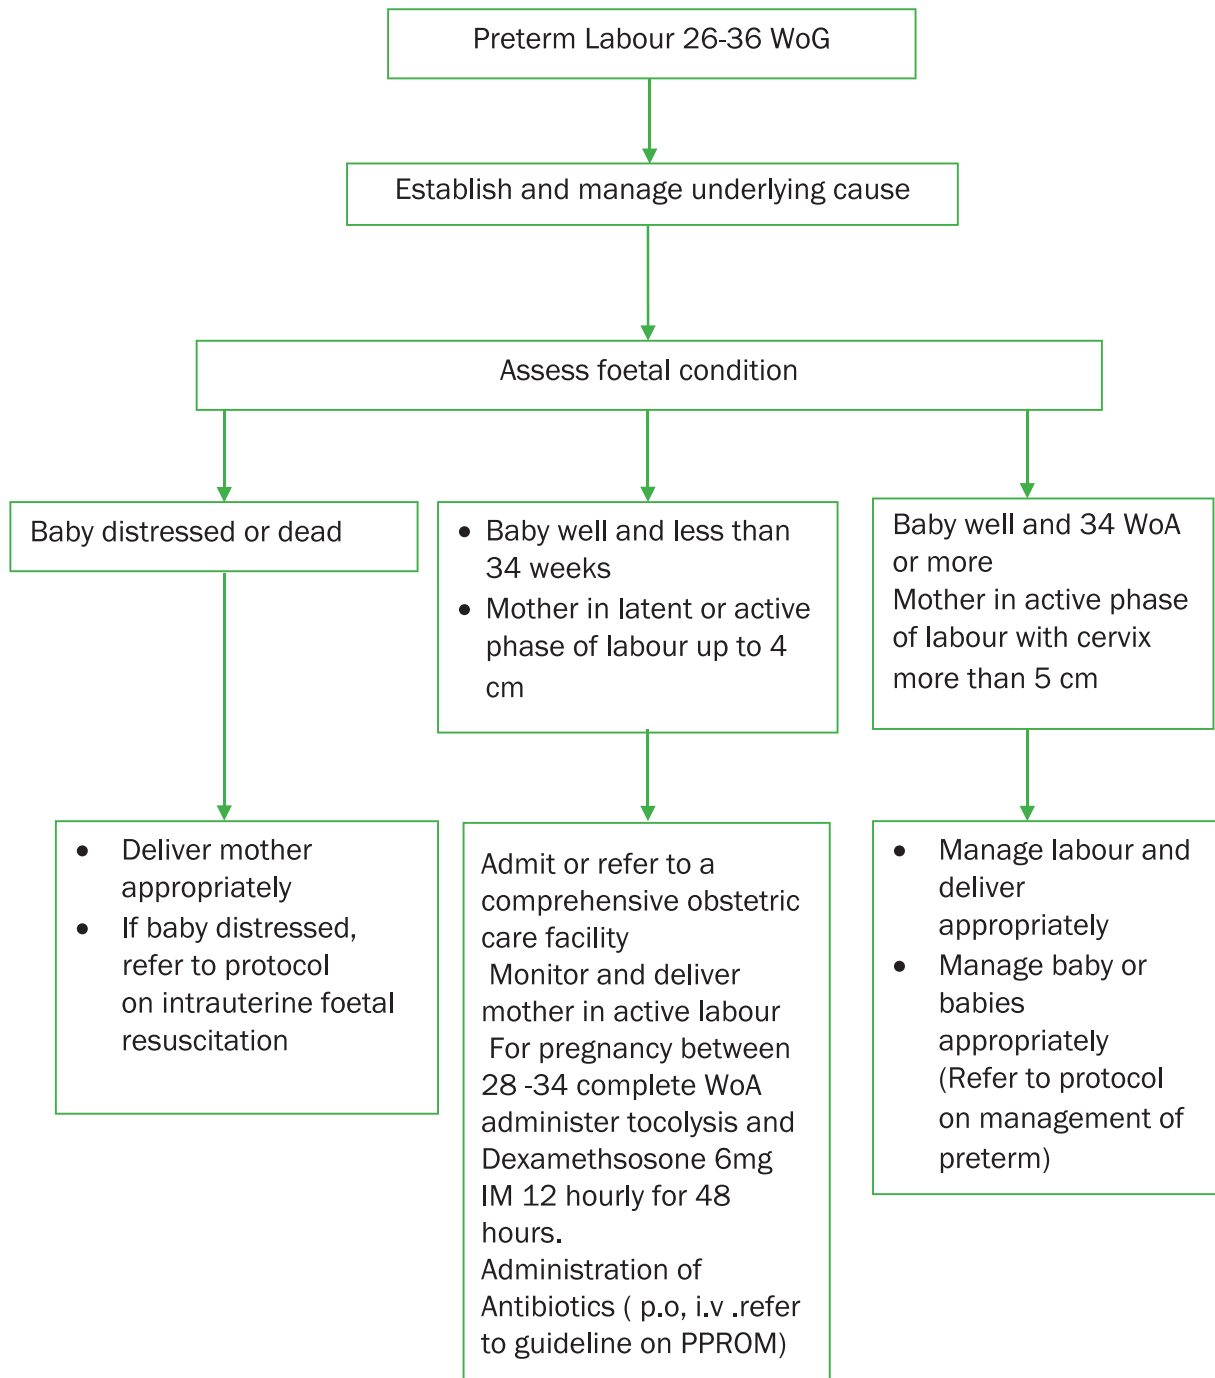 Preterm Labour 26-36 WoG
Establish and manage underlying cause
Assess foetal condition
Baby distressed or dead
• Baby well and less than
34 weeks
• Mother in latent or active
phase of labour up to 4
cm
Baby well and 34 WoA
or more
Mother in active phase
of labour with cervix
more than 5 cm
• Deliver mother
appropriately
• If baby distressed,
refer to protocol
on intrauterine foetal
resuscitation
Admit or refer to a
comprehensive obstetric
care facility
Monitor and deliver
mother in active labour
For pregnancy between
28 -34 complete WoA
administer tocolysis and
Dexamethsosone 6mg
IM 12 hourly for 48
hours.
Administration of
Antibiotics ( p.o, i.v .refer
to guideline on PPROM)
• Manage labour and
deliver
appropriately
• Manage baby or
babies
appropriately
(Refer to protocol
on management of
preterm)